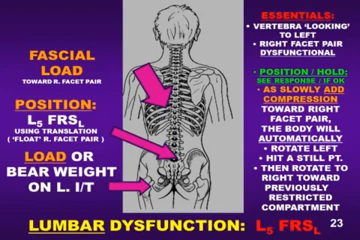 FASCIAL
LOAD
TOWARD R. FACET PAIR
POSITION:
L5 FRSL
USING TRANSLATION
( ‘FLOAT’ R. FACET PAIR )
LOAD OR
BEAR WEIGHT
ON L. I/T
ESSENTIALS:
• VERTEBRA ‘LOOKING’
TO LEFT
• RIGHT FACET PAIR
DYSFUNCTIONAL
• POSITION / HOLD:
SEE RESPONSE / IF OK
• AS SLOWLY ADD
COMPRESSION
TOWARD RIGHT
FACET PAIR,
THE BODY WILL
AUTOMATICALLY
• ROTATE LEFT
• HIT A STILL PT.
• THEN ROTATE TO
RIGHT TOWARD
PREVIOUSLY
RESTRICTED
COMPARTMENT
LUMBAR DYSFUNCTION: L5 FRSL
23